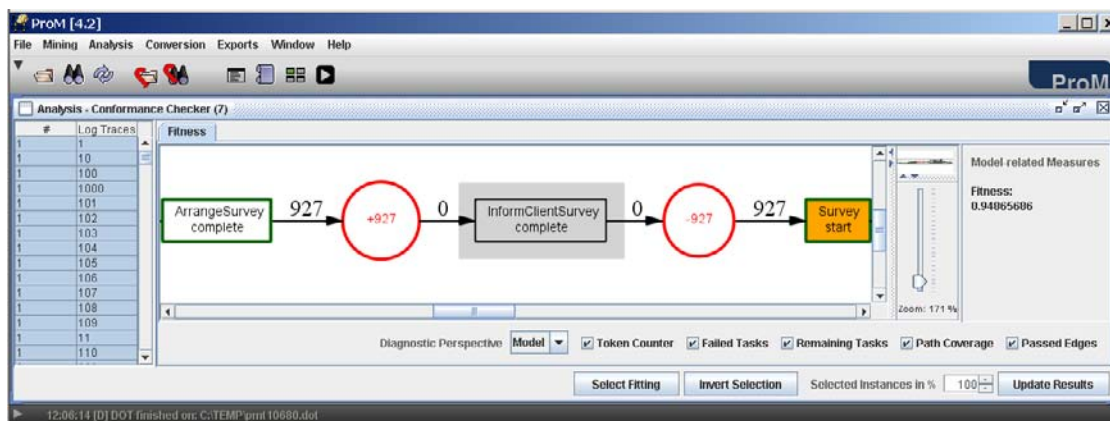 ProM [4.2]
File Mining Analysis Conversion Exports Window Help
ProM
Analysis - Conformance Checker (7)
# Log Traces
Fitness
1 1
1 10
1 100
1 1000
1 101
1 102
1 103
1 104
1 105
1 106
1 107
1 108
1 109
1 11
1 110
ArrangeSurvey complete
927
+927
0
InformClientSurvey complete
0
-927
927
Survey start
Zoom: 171 %
Model-related Measures
Fitness:
0.94065606
Diagnostic Perspective Model Token Counter Failed Tasks Remaining Tasks Path Coverage Passed Edges
Select Fitting Invert Selection Selected Instances in % 100 Update Results
12:06:14 [D] DOT finished on: C:\TEMP\pmt10680.dot